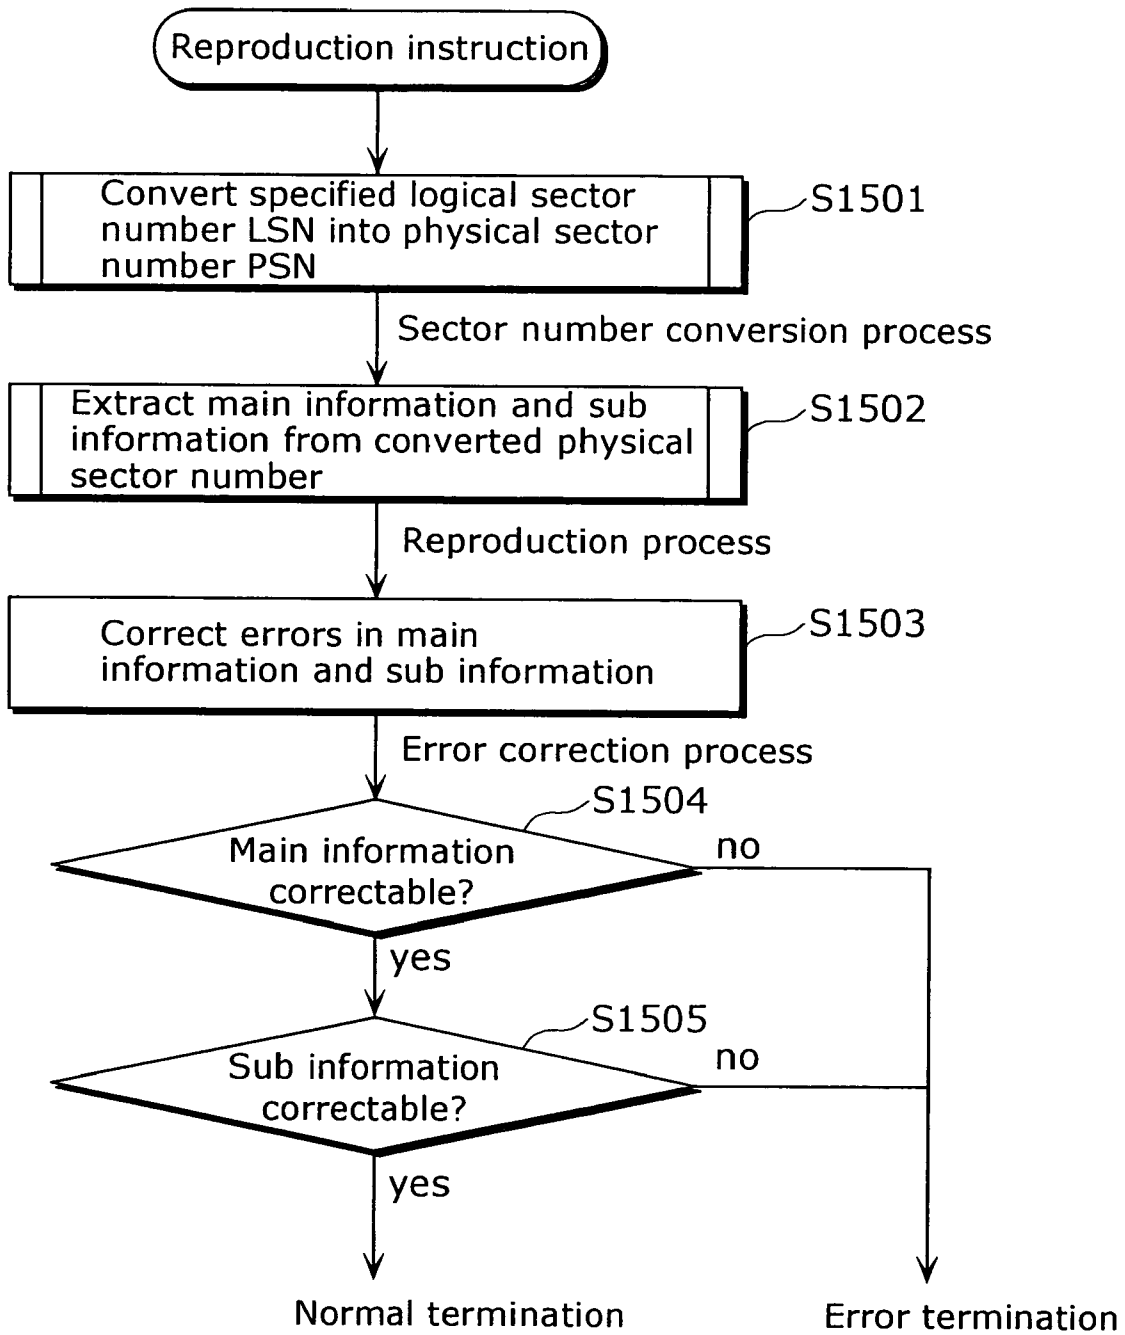 Reproduction instruction
Convert specified logical sector
number LSN into physical sector
number PSN
S1501
Sector number conversion process
Extract main information and sub
information from converted physical
sector number
S1502
Reproduction process
Correct errors in main
information and sub information
S1503
Error correction process
S1504
Main information
correctable?
no
yes
S1505
Sub information
correctable?
no
yes
Normal termination
Error termination